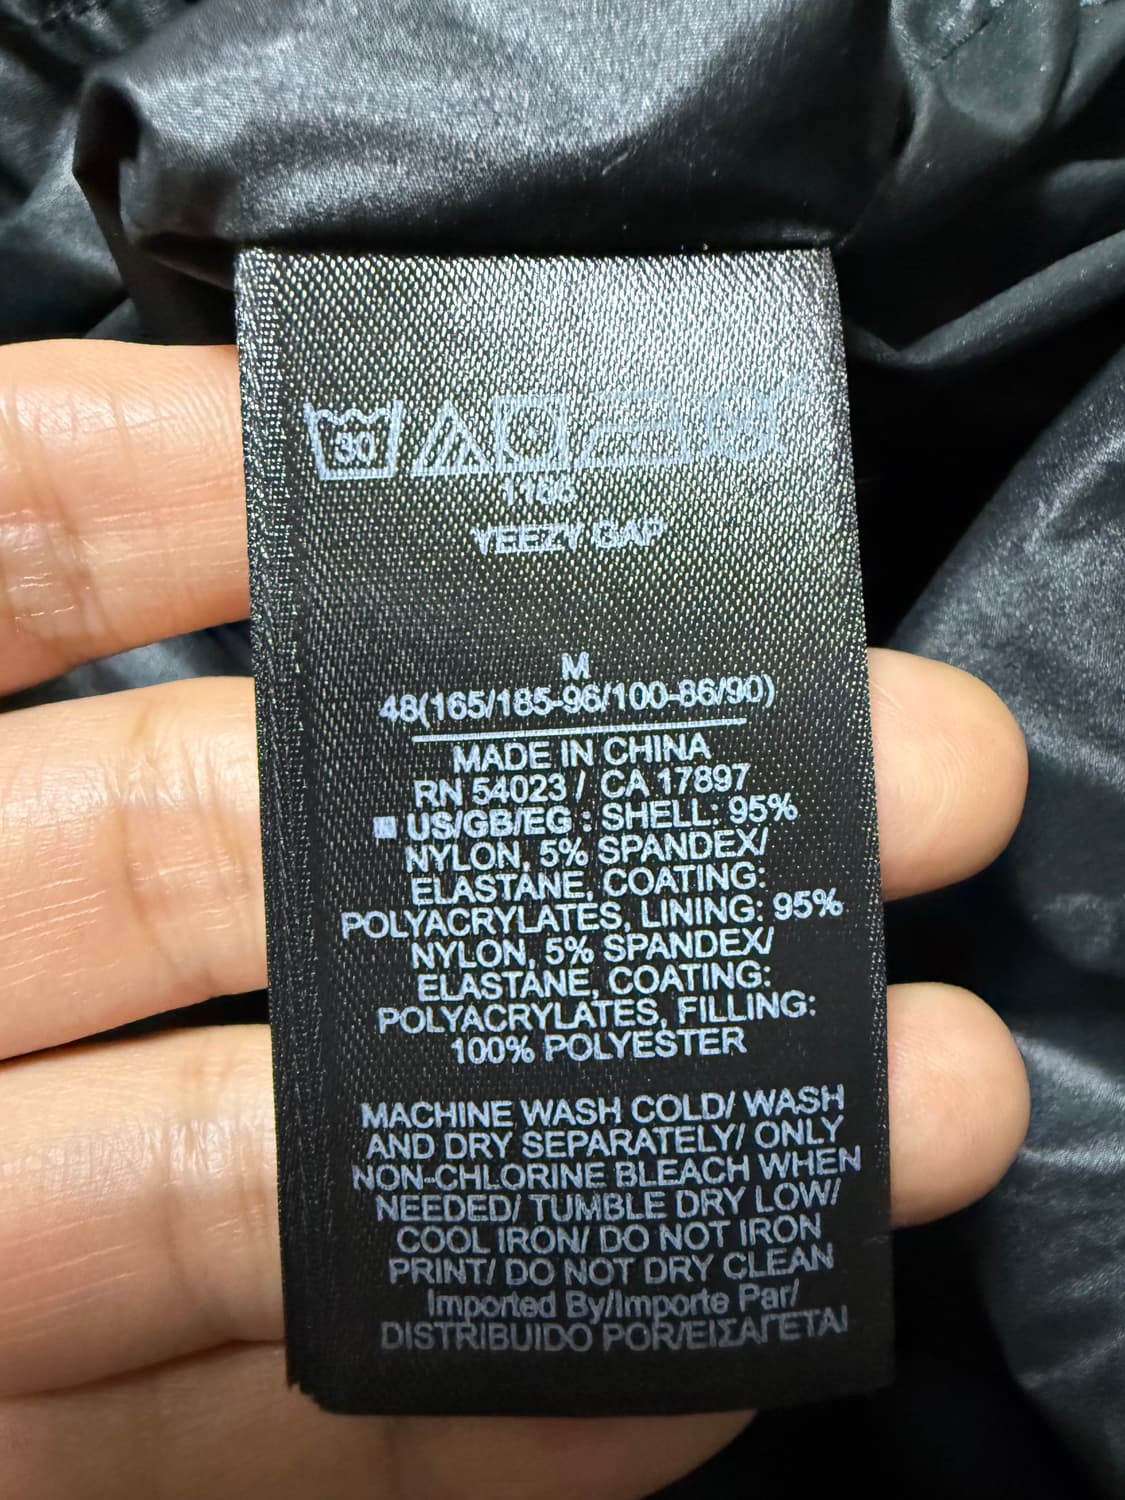 30
YEEZY GAP
M
48(165/185-96/100-86/90)
MADE IN CHINA
RN 54023 / CA 17897
US/GB/EG : SHELL: 95%
NYLON, 5% SPANDEX/
ELASTANE, COATING:
POLYACRYLATES, LINING: 95%
NYLON, 5% SPANDEX/
ELASTANE, COATING:
POLYACRYLATES, FILLING:
100% POLYESTER
MACHINE WASH COLD/ WASH
AND DRY SEPARATELY/ ONLY
NON-CHLORINE BLEACH WHEN
NEEDED/ TUMBLE DRY LOW/
COOL IRON/ DO NOT IRON
PRINT/ DO NOT DRY CLEAN
Imported By/Importe Par/
DISTRIBUIDO POR/ΕΙΣΑΓΕΤΑΙ